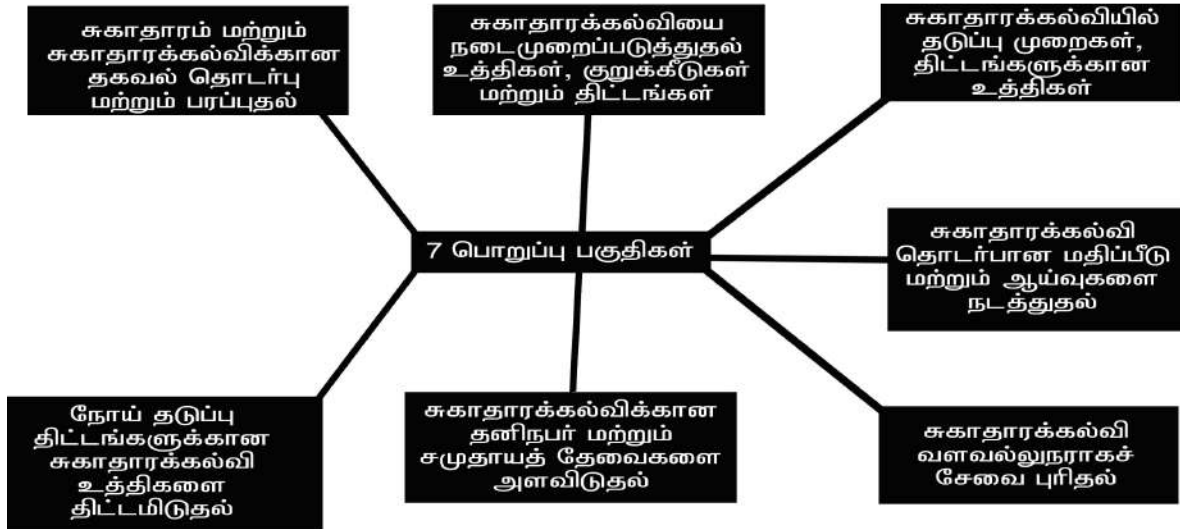 சுகாதாரம் மற்றும்
சுகாதாரக்கல்விக்கான
தகவல் தொடர்பு
மற்றும் பரப்புதல்
சுகாதாரக்கல்வியை
நடைமுறைப்படுத்துதல்
உத்திகள், குறுக்கீடுகள்
மற்றும் திட்டங்கள்
சுகாதாரக்கல்வியில்
தடுப்பு முறைகள்,
திட்டங்களுக்கான
உத்திகள்
7 பொறுப்பு பகுதிகள்
சுகாதாரக்கல்வி
தொடர்பான மதிப்பீடு
மற்றும் ஆய்வுகளை
நடத்துதல்
நோய் தடுப்பு
திட்டங்களுக்கான
சுகாதாரக்கல்வி
உத்திகளை
திட்டமிடுதல்
சுகாதாரக்கல்விக்கான
தனிநபர் மற்றும்
சமுதாயத் தேவைகளை
அளவிடுதல்
சுகாதாரக்கல்வி
வளவல்லுநராகச்
சேவை புரிதல்